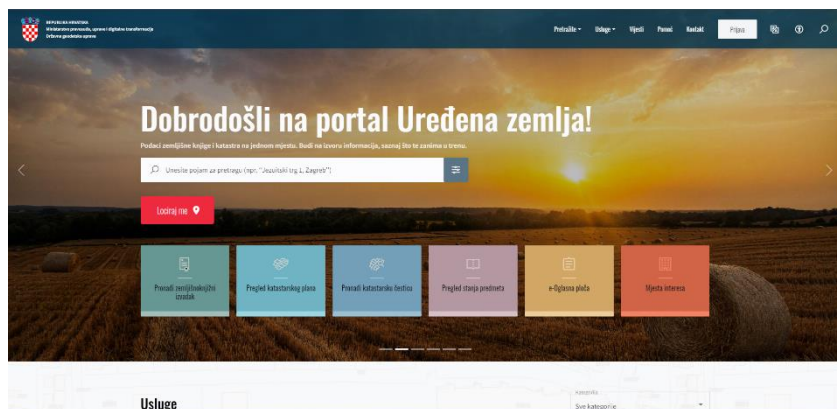 REPUBLIKA HRVATSKA
Ministarstvo pravosuđa, uprave i digitalne transformacije
Državna geodetska uprava
Pretražite
Usluge
Vijesti
Pomoć
Kontakt
Prijava
Dobrodošli na portal Uređena zemlja!
Podaci zemljišne knjige i katastra na jednom mjestu. Budi na izvoru informacija, saznaj što te zanima u trenu.
Unesite pojam za pretragu (npr. "Jezuitski trg 1, Zagreb")
Lociraj me
Pronađi zemljišnoknjižni
izvadak
Pregled katastarskog plana
Pronađi katastarsku česticu
Pregled stanja predmeta
e-Oglasna ploča
Mjesta interesa
Usluge
Kategorija
Sve kategorije